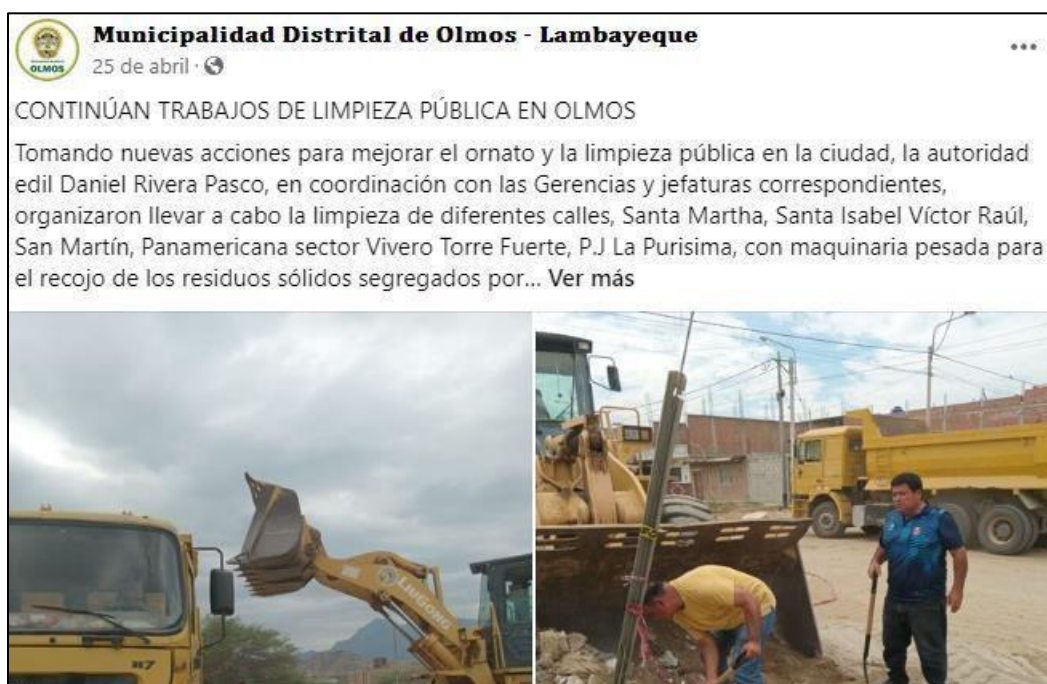 Municipalidad Distrital de Olmos - Lambayeque
25 de abril ·
OLMOS
CONTINÚAN TRABAJOS DE LIMPIEZA PÚBLICA EN OLMOS
Tomando nuevas acciones para mejorar el ornato y la limpieza pública en la ciudad, la autoridad
edil Daniel Rivera Pasco, en coordinación con las Gerencias y jefaturas correspondientes,
organizaron llevar a cabo la limpieza de diferentes calles, Santa Martha, Santa Isabel Víctor Raúl,
San Martín, Panamericana sector Vivero Torre Fuerte, P.J La Purisima, con maquinaria pesada para
el recojo de los residuos sólidos segregados por... Ver más
LIUGONG
H7